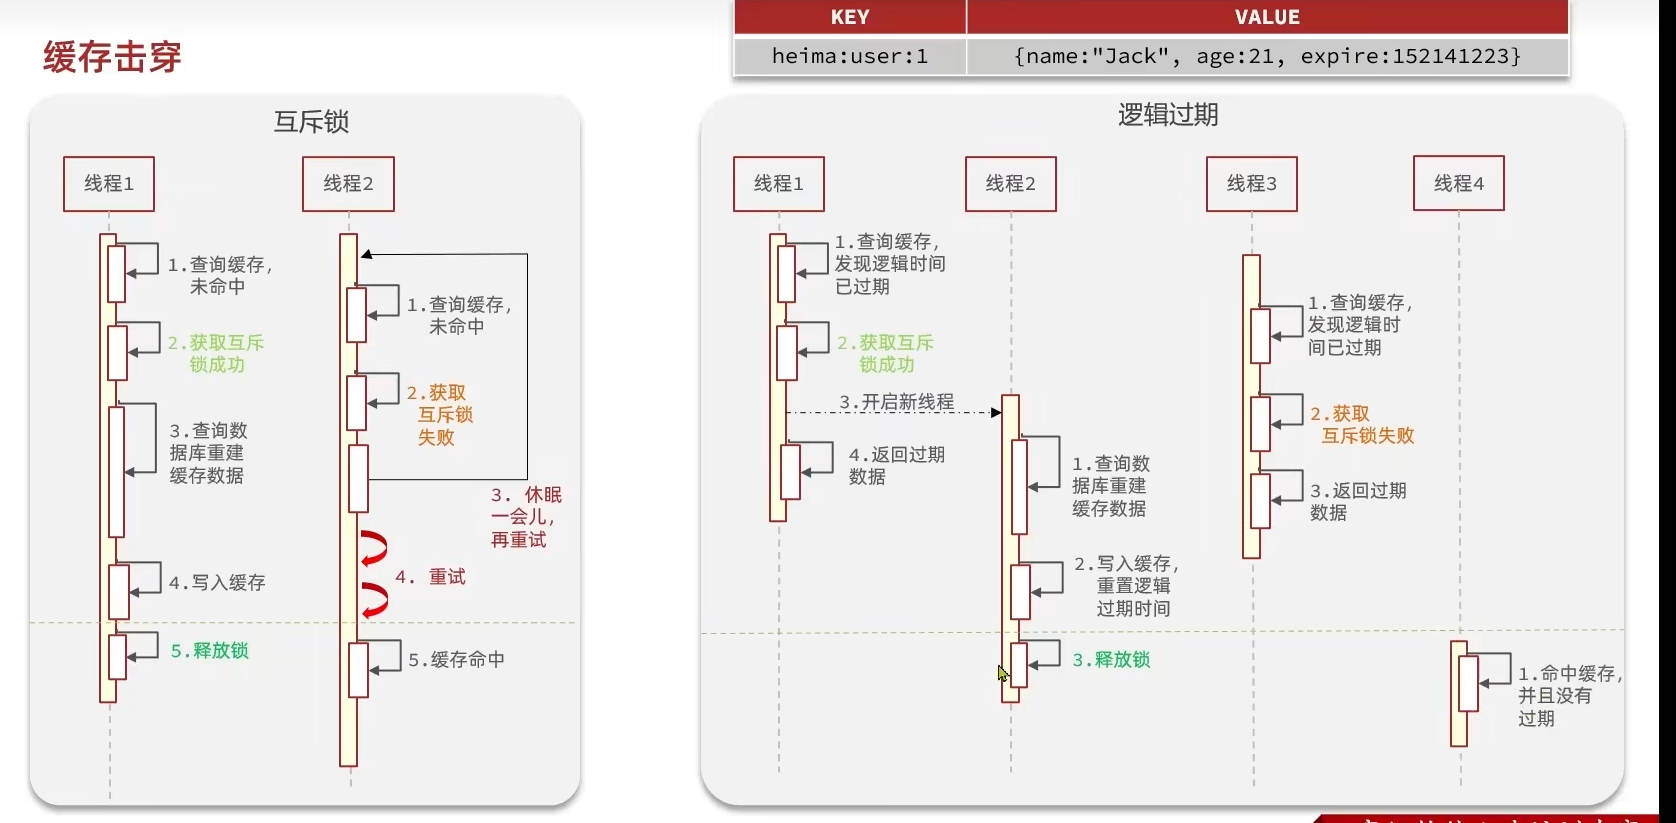 缓存击穿
KEY
VALUE
heima:user:1
{name:"Jack", age:21, expire:152141223}
互斥锁
线程1
线程2
1.查询缓存,
未命中
2.获取互斥
锁成功
3.查询数
据库重建
缓存数据
4.写入缓存
5.释放锁
1.查询缓存,
未命中
2.获取
互斥锁
失败
3. 休眠
一会儿,
再重试
4. 重试
5.缓存命中
逻辑过期
线程1
线程2
线程3
线程4
1.查询缓存,
发现逻辑时间
已过期
2.获取互斥
锁成功
3.开启新线程
4.返回过期
数据
1.查询数
据库重建
缓存数据
2.写入缓存,
重置逻辑
过期时间
3.释放锁
1.查询缓存,
发现逻辑时
间已过期
2.获取
互斥锁失败
3.返回过期
数据
1.命中缓存,
并且没有
过期